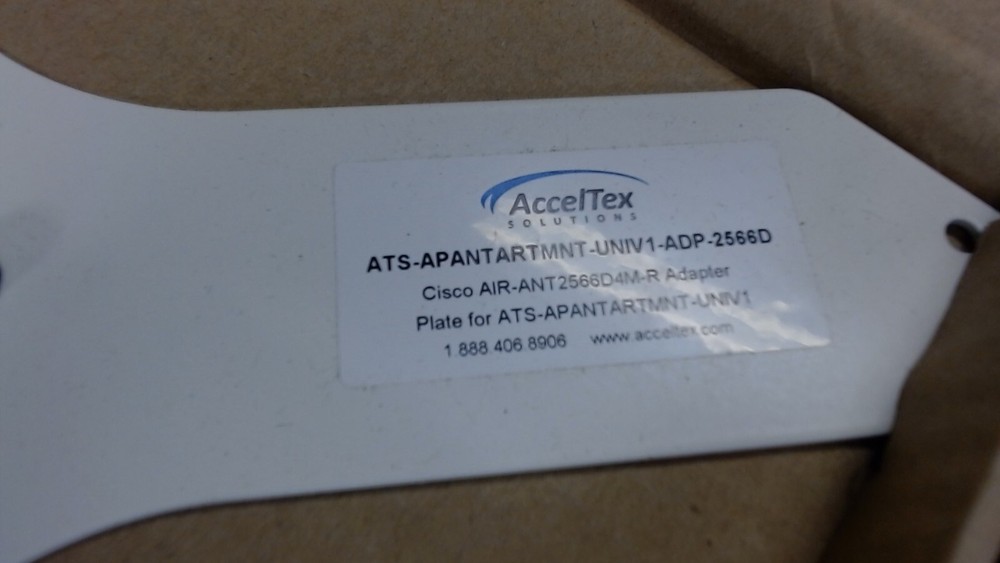 AccelTex
SOLUTIONS
ATS-APANTARTMNT-UNIV1-ADP-2566D
Cisco AIR-ANT2566D4M-R Adapter
Plate for ATS-APANTARTMNT-UNIV1
1.888.406.8906 www.acceltex.com